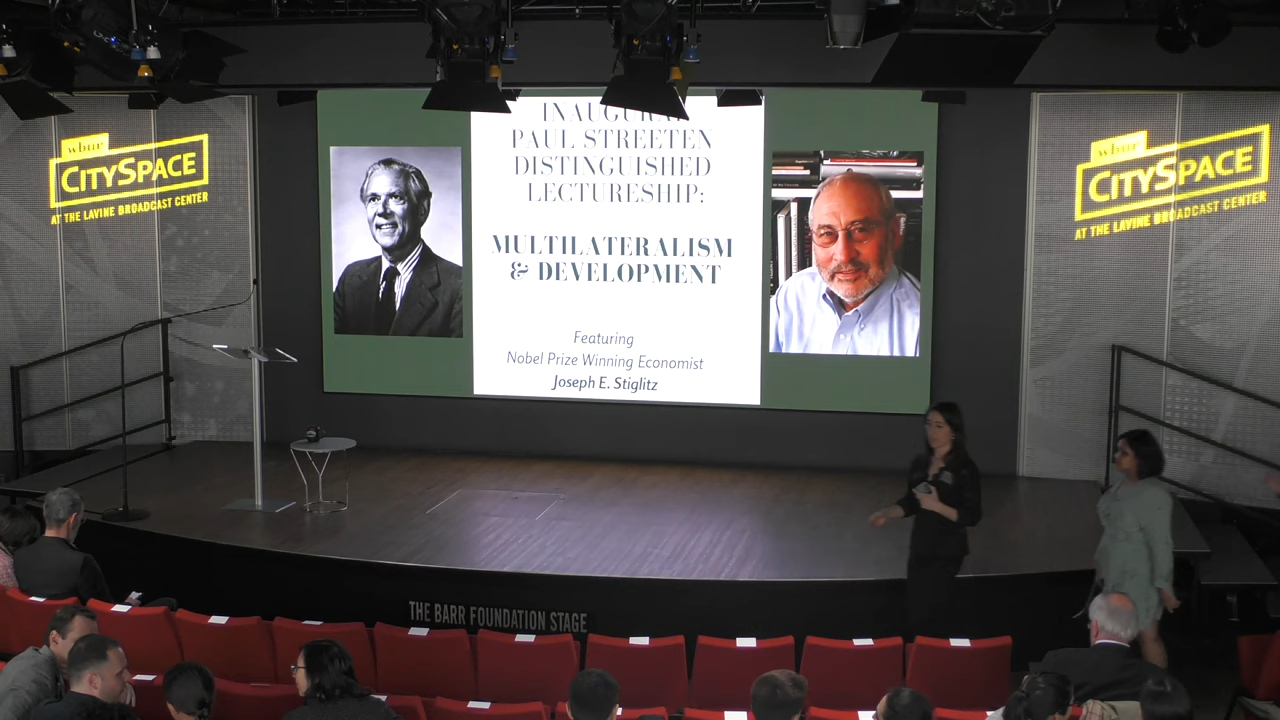 wbur
CITYSPACE
AT THE LAVINE BROADCAST CENTER
INAUGURAL
PAUL STREETEN
DISTINGUISHED
LECTURESHIP:
MULTILATERALISM
& DEVELOPMENT
Featuring
Nobel Prize Winning Economist
Joseph E. Stiglitz
wbur
CITYSPACE
AT THE LAVINE BROADCAST CENTER
THE BARR FOUNDATION STAGE